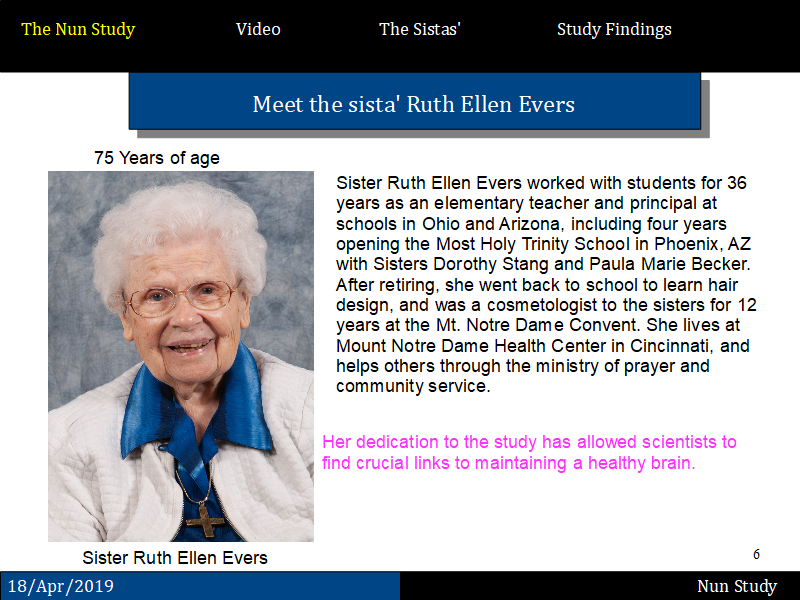 The Nun Study Video The Sistas' Study Findings
Meet the sista' Ruth Ellen Evers
75 Years of age
Sister Ruth Ellen Evers worked with students for 36
years as an elementary teacher and principal at
schools in Ohio and Arizona, including four years
opening the Most Holy Trinity School in Phoenix, AZ
with Sisters Dorothy Stang and Paula Marie Becker.
After retiring, she went back to school to learn hair
design, and was a cosmetologist to the sisters for 12
years at the Mt. Notre Dame Convent. She lives at
Mount Notre Dame Health Center in Cincinnati, and
helps others through the ministry of prayer and
community service.
Her dedication to the study has allowed scientists to
find crucial links to maintaining a healthy brain.
Sister Ruth Ellen Evers
6
18/Apr/2019 Nun Study